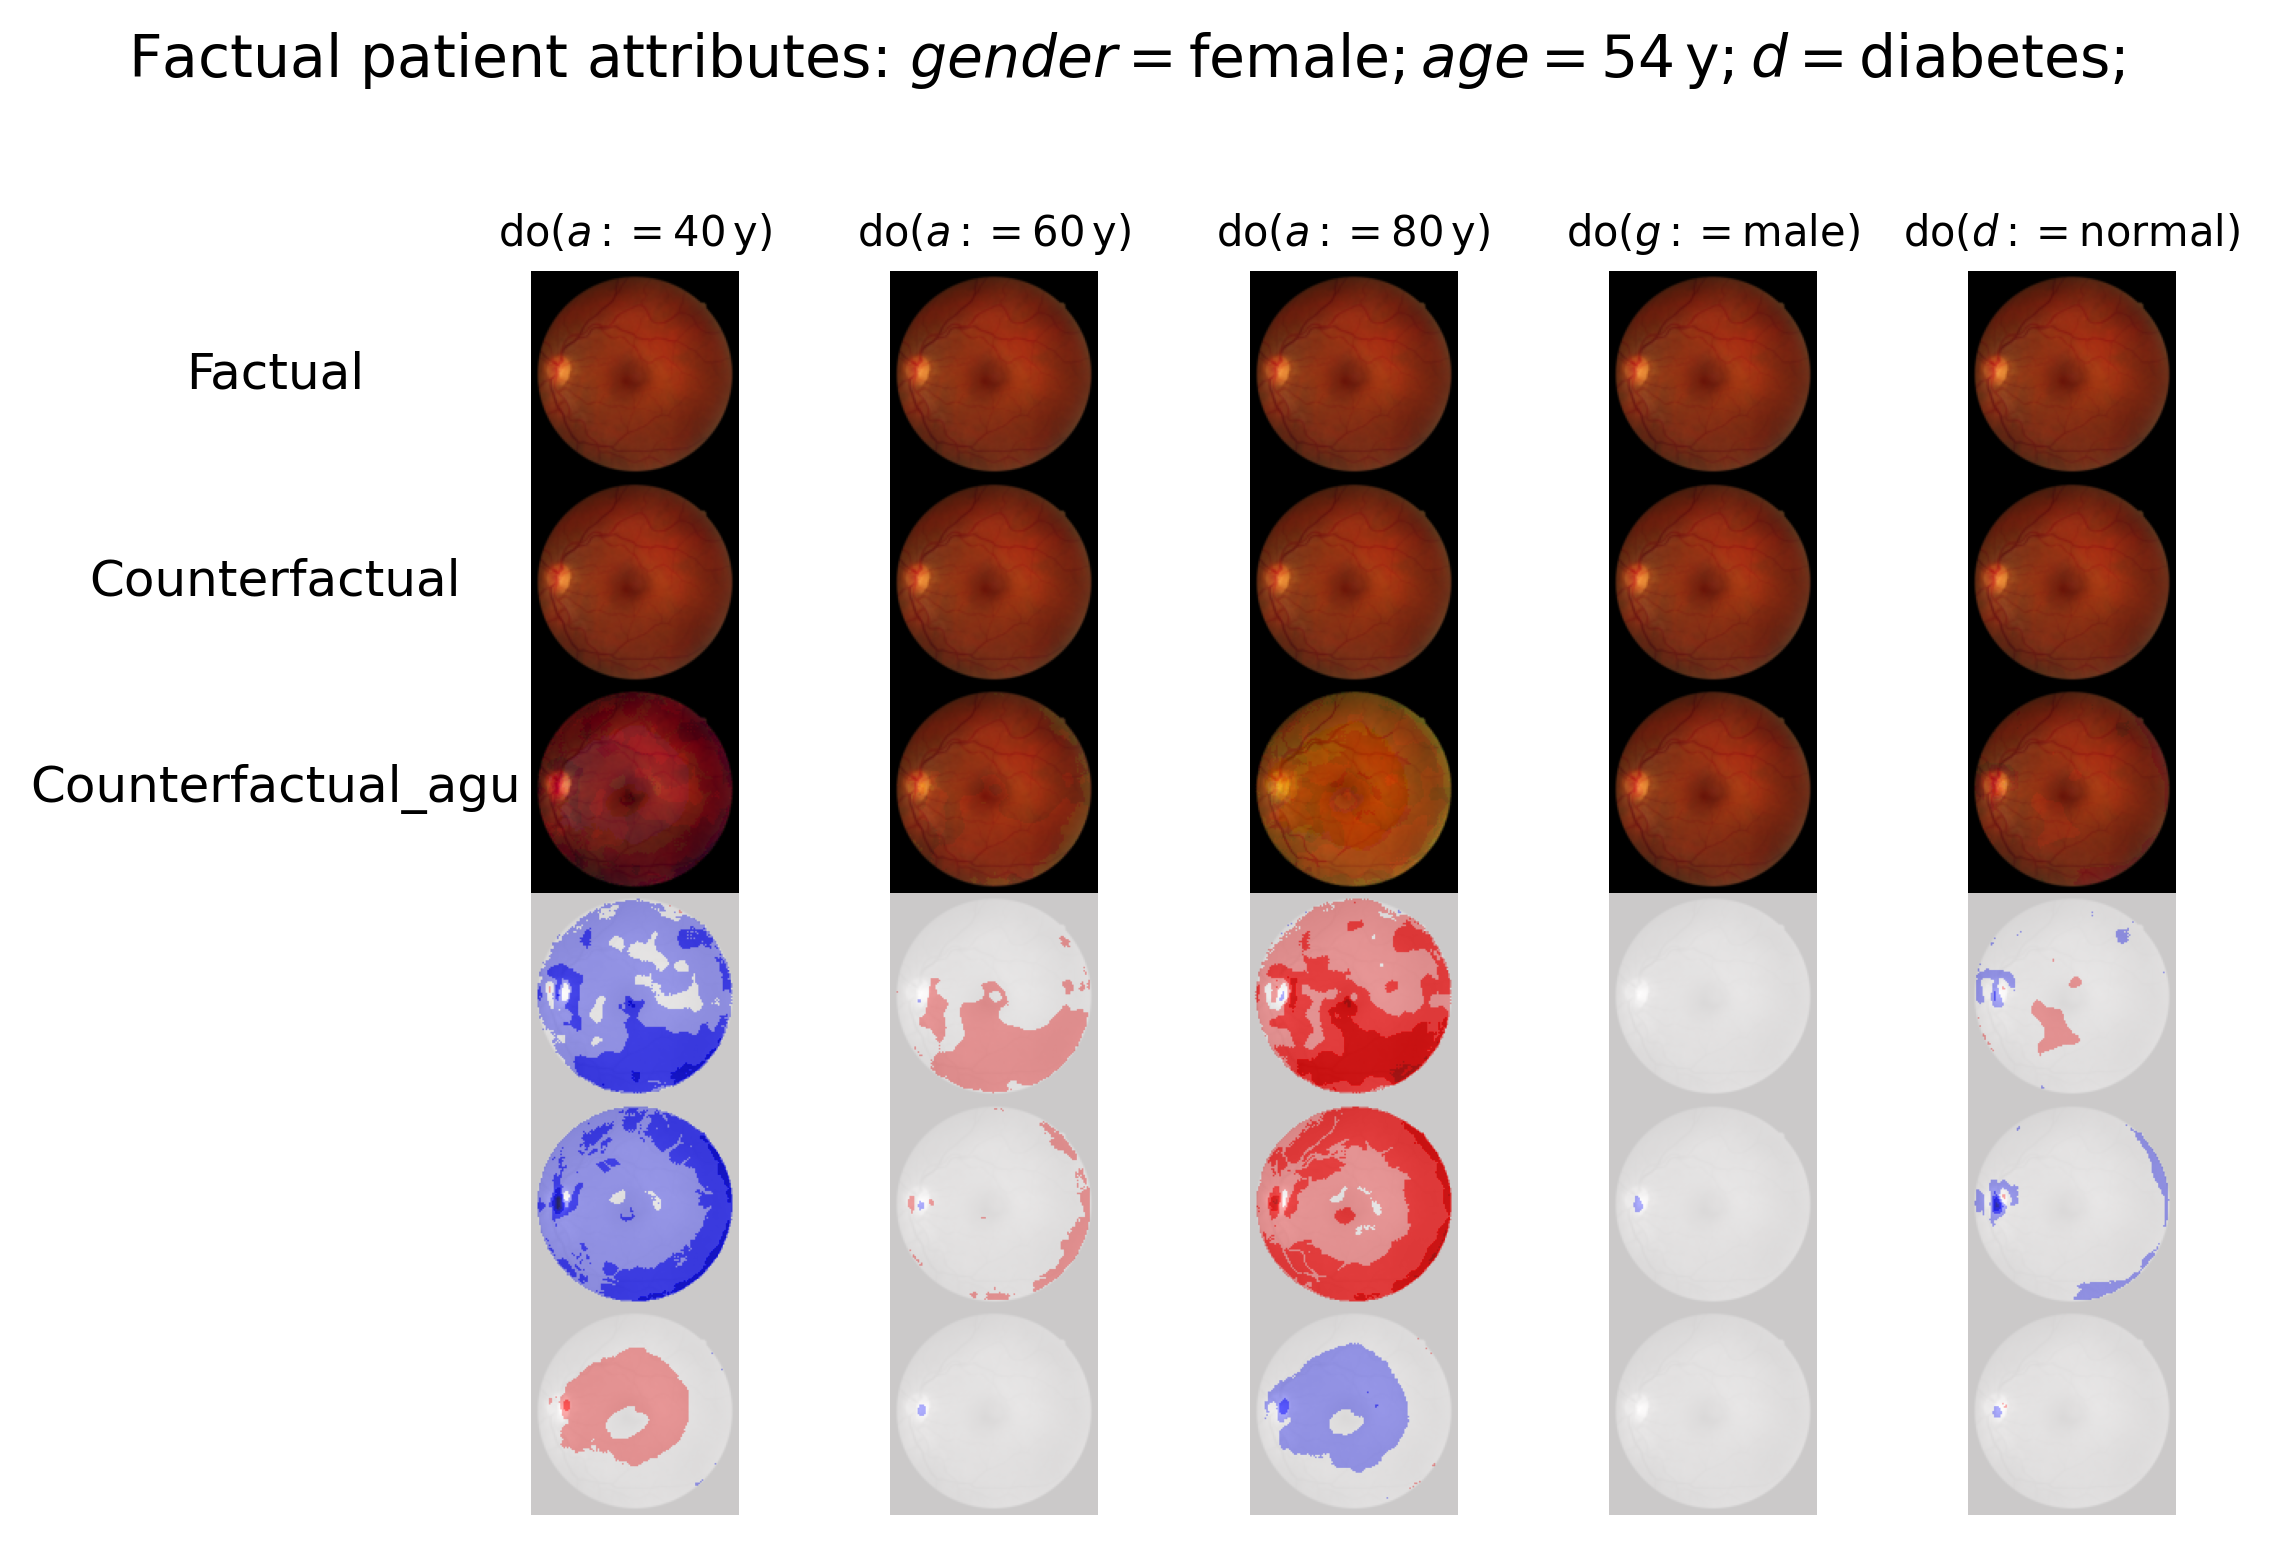 Factual patient attributes: gender = female; age = 54 y; d = diabetes;
do(a : = 40 y) do(a : = 60 y) do(a : = 80 y) do(g : = male) do(d : = normal)
Factual
Counterfactual
Counterfactual_agu